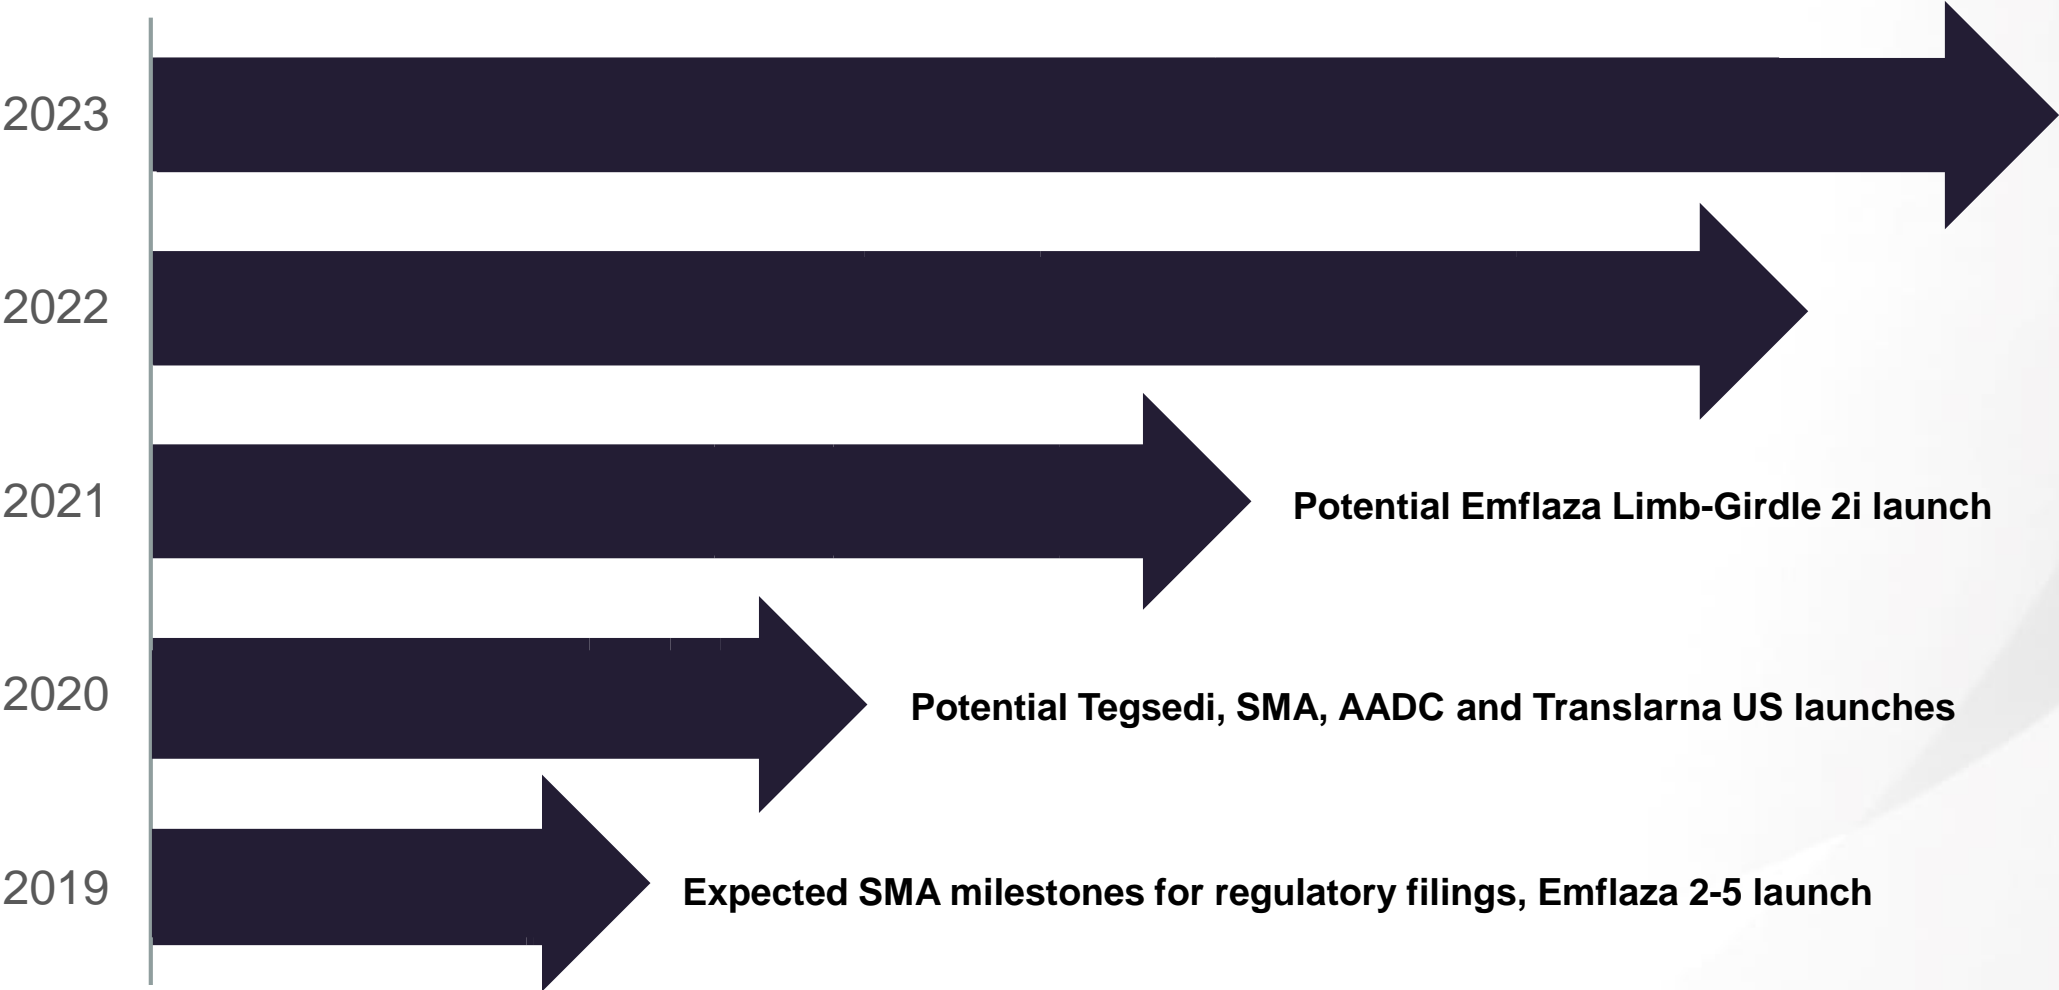 2023
2022
2021
Potential Emflaza Limb-Girdle 2i launch
2020
Potential Tegsedi, SMA, AADC and Translarna US launches
2019
Expected SMA milestones for regulatory filings, Emflaza 2-5 launch